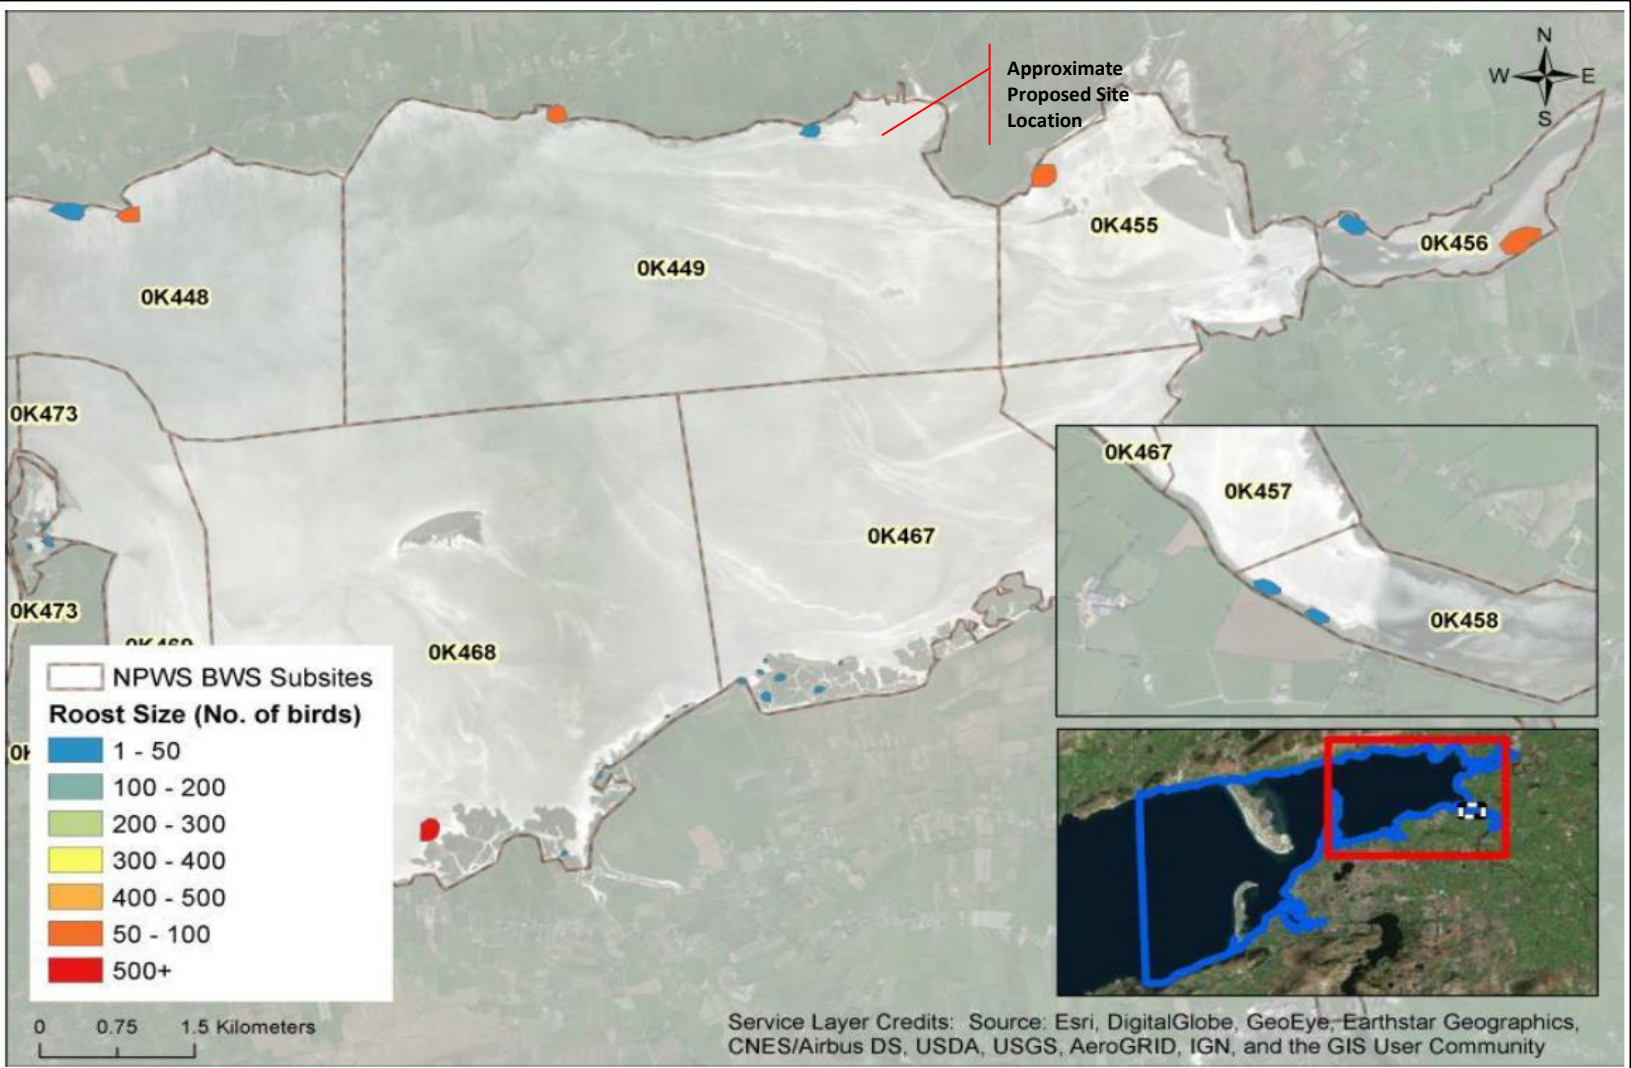 Approximate
Proposed Site
Location
N
W
E
S
0K455
0K456
0K449
0K448
0K473
0K467
0K467
0K457
0K473
0K468
0K458
NPWS BWS Subsites
Roost Size (No. of birds)
1 - 50
100 - 200
200 - 300
300 - 400
400 - 500
50 - 100
500+
0 0.75 1.5 Kilometers
Service Layer Credits: Source: Esri, DigitalGlobe, GeoEye, Earthstar Geographics,
CNES/Airbus DS, USDA, USGS, AeroGRID, IGN, and the GIS User Community